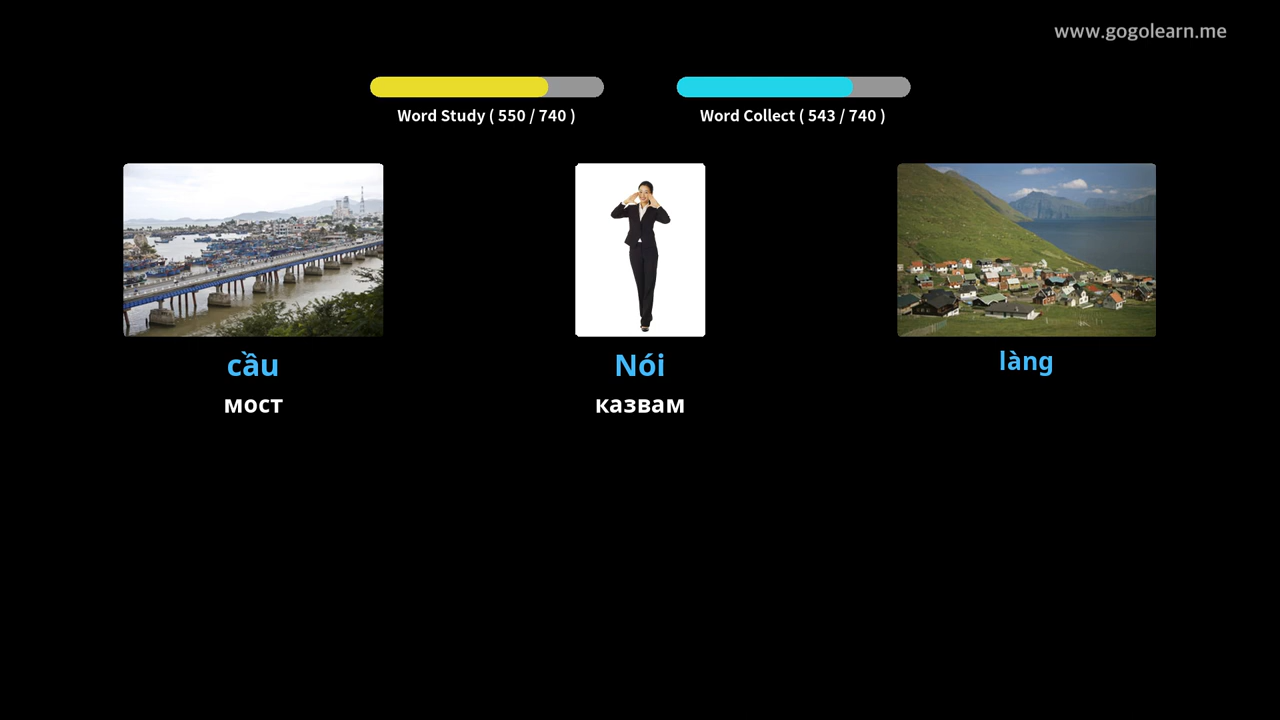 www.gogolearn.me
Word Study ( 550 / 740 )
Word Collect ( 543 / 740 )
cầu
Nói
làng
мост
казвам